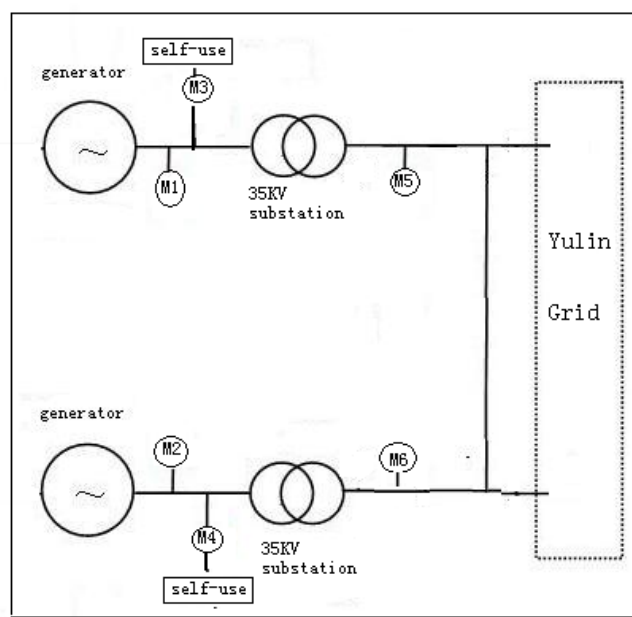 self-use
generator
M3
~
M1
M5
35KV
substation
Yulin
Grid
generator
M2
M6
~
M4
35KV
substation
self-use